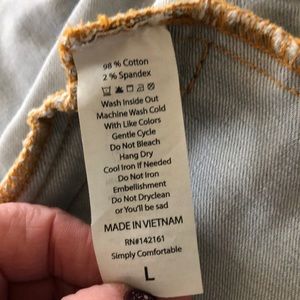 98 % Cotton
2 % Spandex
Wash Inside Out
Machine Wash Cold
With Like Colors
Gentle Cycle
Do Not Bleach
Hang Dry
Cool Iron If Needed
Do Not Iron
Embellishment
Do Not Dryclean
or You'll be sad
MADE IN VIETNAM
RN#142161
Simply Comfortable
L